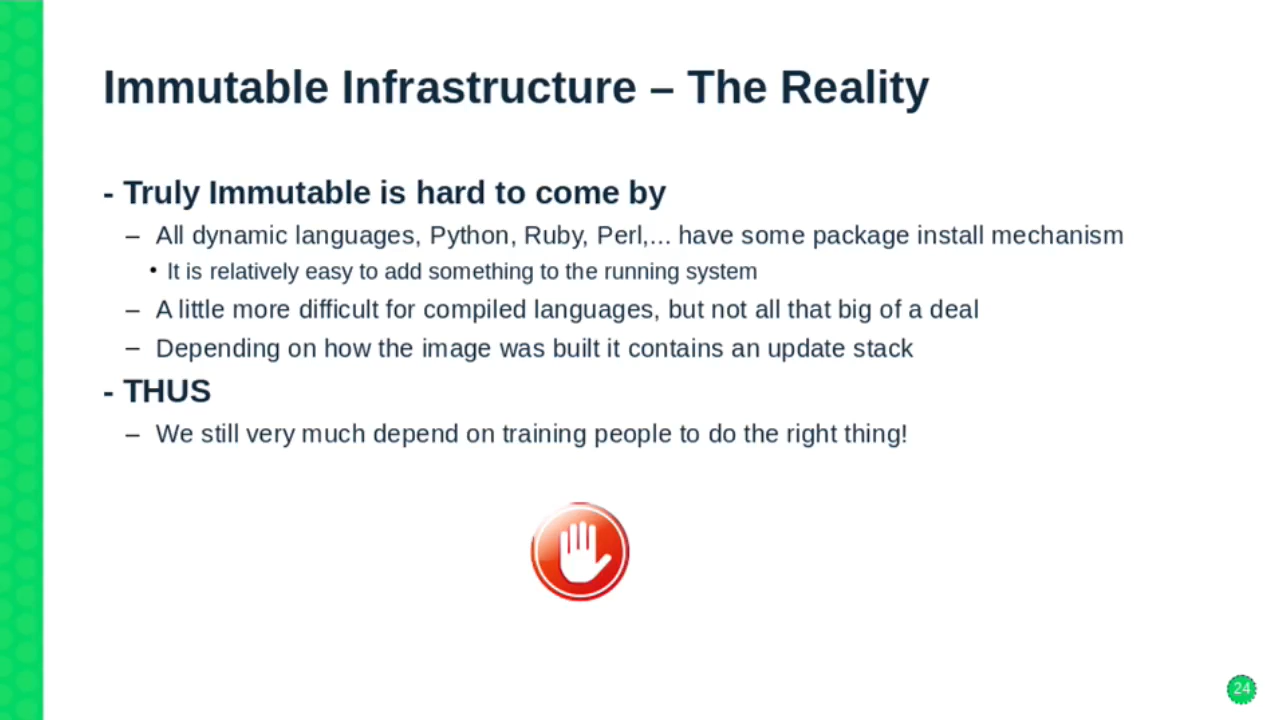 Immutable Infrastructure – The Reality
- Truly Immutable is hard to come by
– All dynamic languages, Python, Ruby, Perl,... have some package install mechanism
• It is relatively easy to add something to the running system
– A little more difficult for compiled languages, but not all that big of a deal
– Depending on how the image was built it contains an update stack
- THUS
– We still very much depend on training people to do the right thing!
24